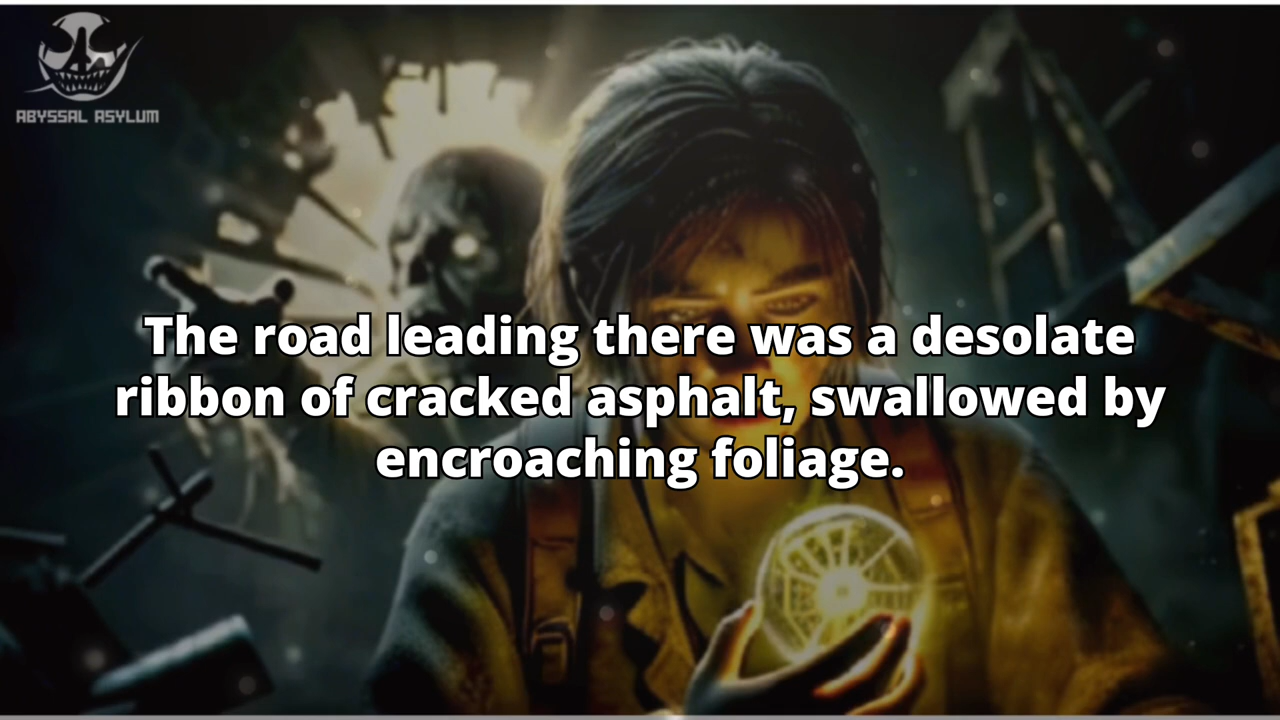 ABYSSAL ASYLUM
The road leading there was a desolate
ribbon of cracked asphalt, swallowed by
encroaching foliage.